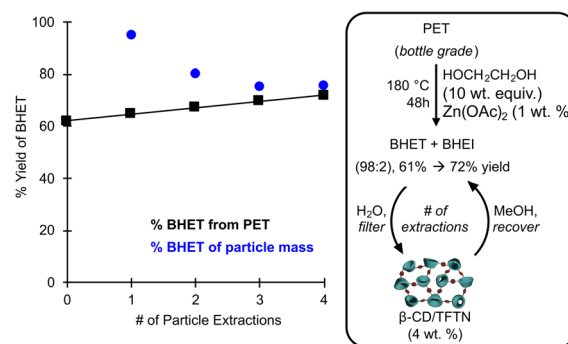 100
80
60
40
20
0
% Yield of BHET
% BHET from PET
% BHET of particle mass
0 1 2 3 4
# of Particle Extractions
PET
(bottle grade)
180 °C
48h
HOCH₂CH₂OH
(10 wt. equiv.)
Zn(OAc)₂ (1 wt. %
BHET + BHEI
(98:2), 61% → 72% yield
H₂O,
filter
# of
extractions
MeOH,
recover
β-CD/TFTN
(4 wt. %)